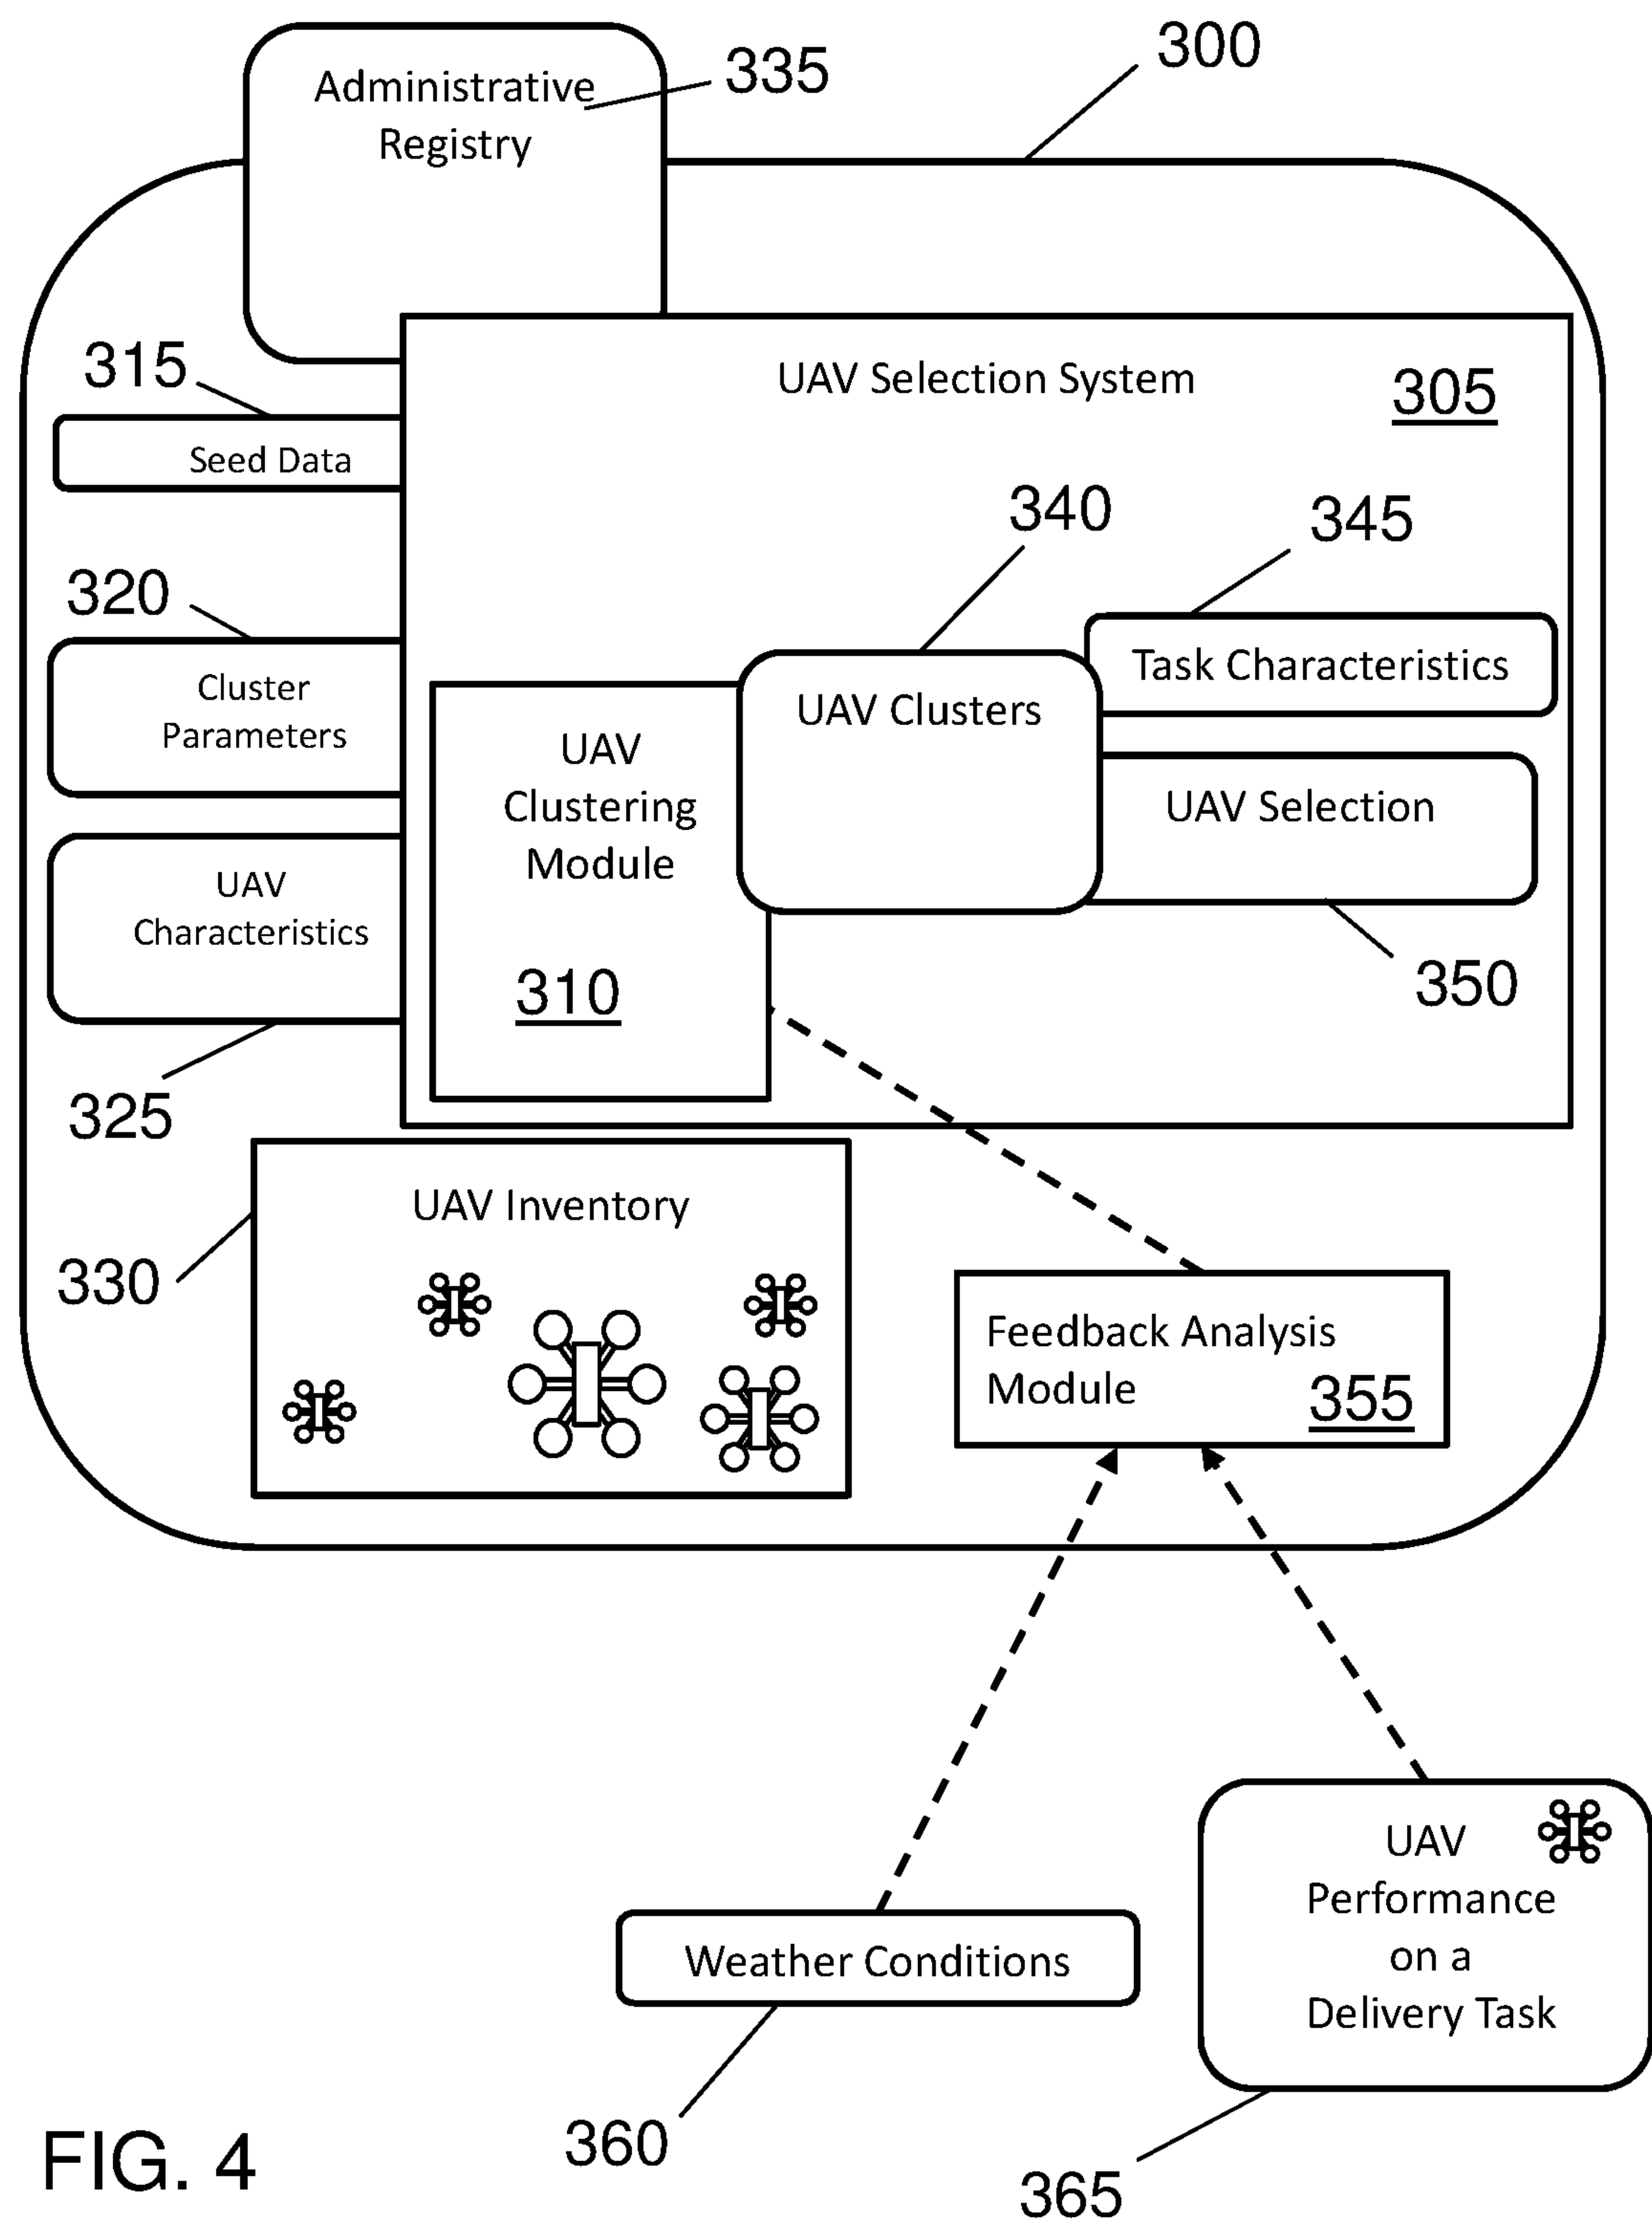 300
335
Administrative
Registry
315
Seed Data
UAV Selection System
305
340
345
320
Cluster
Parameters
Task Characteristics
UAV Clusters
UAV
Clustering
Module
310
UAV Selection
350
UAV
Characteristics
325
UAV Inventory
330
Feedback Analysis
Module
355
UAV
Performance
on a
Delivery Task
Weather Conditions
360
365
FIG. 4